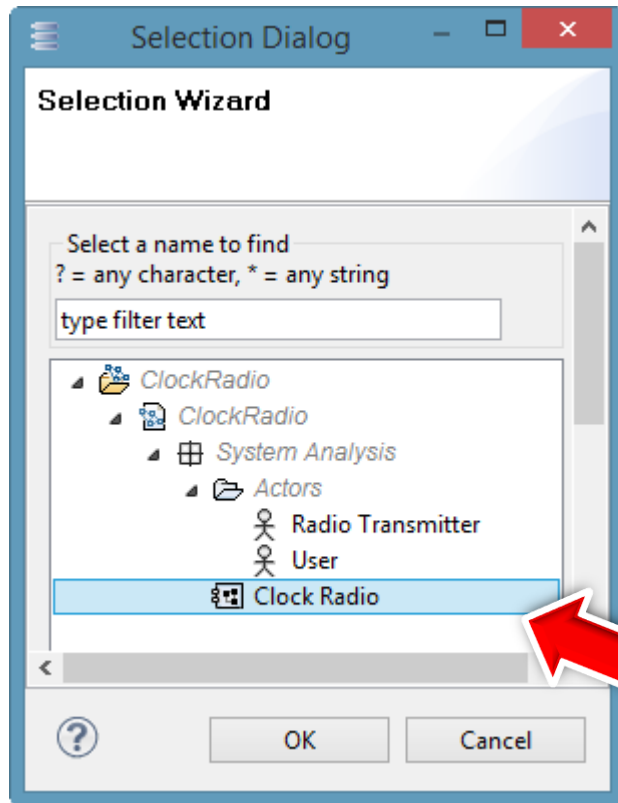 Selection Dialog
Selection Wizard
Select a name to find
? = any character, * = any string
type filter text
ClockRadio
ClockRadio
System Analysis
Actors
Radio Transmitter
User
Clock Radio
OK
Cancel